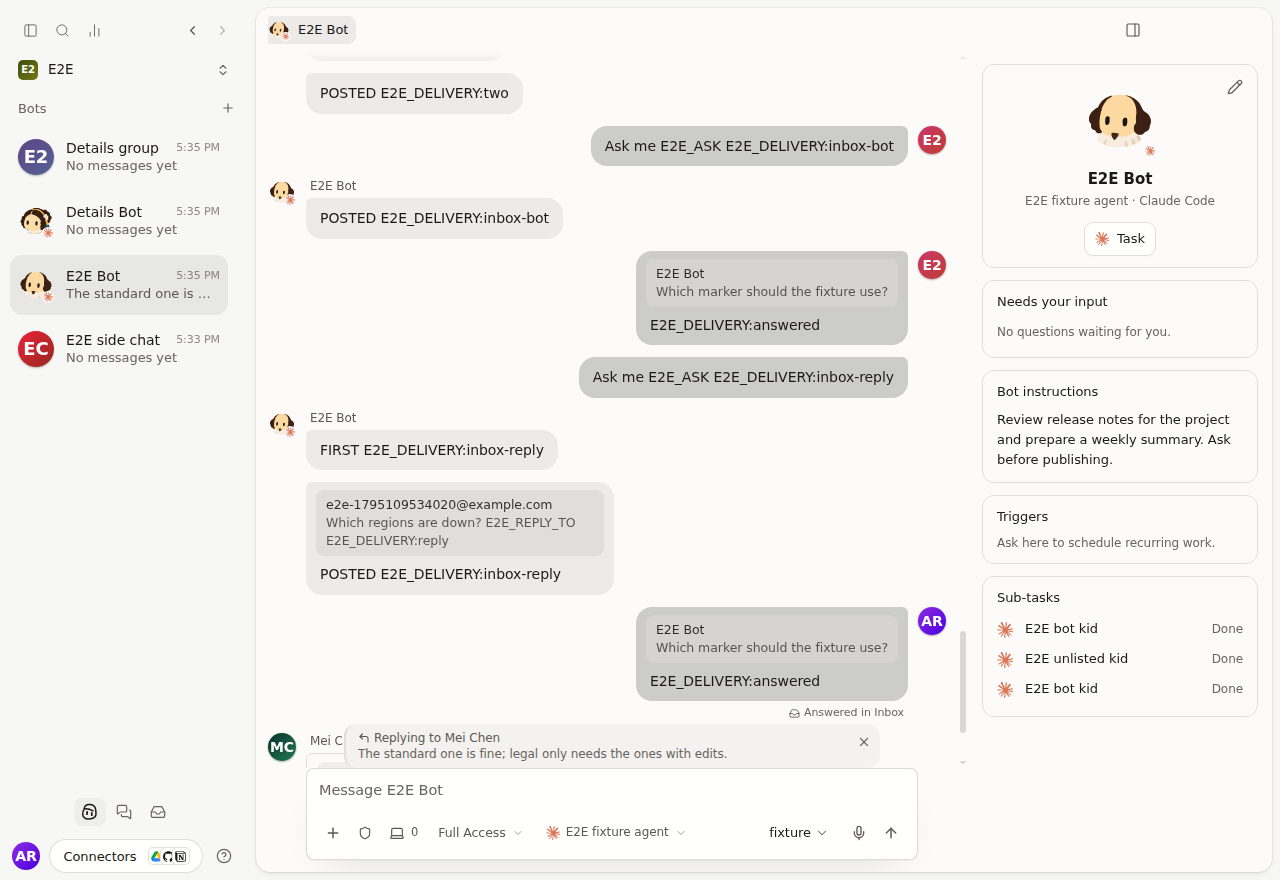 E2 E2E
Bots
E2 Details group 5:35 PM
No messages yet
Details Bot 5:35 PM
No messages yet
E2E Bot 5:35 PM
The standard one is ...
EC E2E side chat 5:33 PM
No messages yet
AR Connectors
E2E Bot
POSTED E2E_DELIVERY:two
Ask me E2E_ASK E2E_DELIVERY:inbox-bot E2
E2E Bot
POSTED E2E_DELIVERY:inbox-bot
E2E Bot E2
Which marker should the fixture use?
E2E_DELIVERY:answered
Ask me E2E_ASK E2E_DELIVERY:inbox-reply
E2E Bot
FIRST E2E_DELIVERY:inbox-reply
e2e-1795109534020@example.com
Which regions are down? E2E_REPLY_TO
E2E_DELIVERY:reply
POSTED E2E_DELIVERY:inbox-reply
E2E Bot AR
Which marker should the fixture use?
E2E_DELIVERY:answered
Answered in Inbox
MC Mei C
Replying to Mei Chen
The standard one is fine; legal only needs the ones with edits.
Message E2E Bot
0 Full Access E2E fixture agent fixture
E2E Bot
E2E fixture agent · Claude Code
Task
Needs your input
No questions waiting for you.
Bot instructions
Review release notes for the project
and prepare a weekly summary. Ask
before publishing.
Triggers
Ask here to schedule recurring work.
Sub-tasks
E2E bot kid Done
E2E unlisted kid Done
E2E bot kid Done